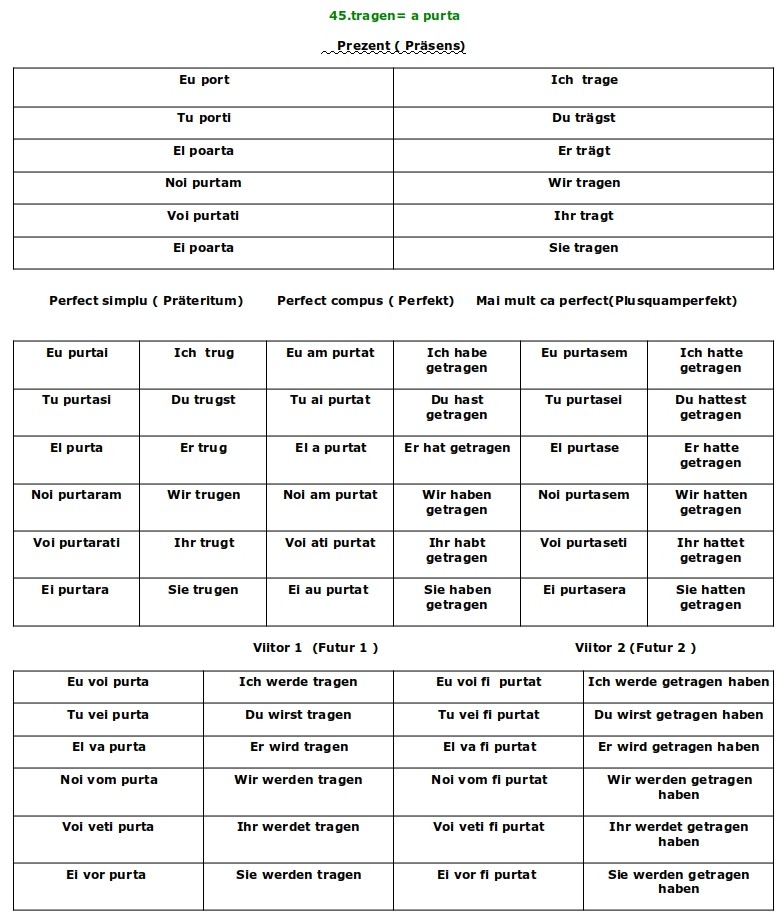 45.tragen= a purta
Prezent ( Präsens)
Eu port Ich trage
Tu porti Du trägst
El poarta Er trägt
Noi purtam Wir tragen
Voi purtati Ihr tragt
Ei poarta Sie tragen
Perfect simplu ( Präteritum) Perfect compus ( Perfekt) Mai mult ca perfect(Plusquamperfekt)
Eu purtai Ich trug Eu am purtat Ich habe getragen Eu purtasem Ich hatte getragen
Tu purtasi Du trugst Tu ai purtat Du hast getragen Tu purtasei Du hattest getragen
El purta Er trug El a purtat Er hat getragen El purtase Er hatte getragen
Noi purtaram Wir trugen Noi am purtat Wir haben getragen Noi purtasem Wir hatten getragen
Voi purtarati Ihr trugt Voi ati purtat Ihr habt getragen Voi purtaseti Ihr hattet getragen
Ei purtara Sie trugen Ei au purtat Sie haben getragen Ei purtasera Sie hatten getragen
Viitor 1 (Futur 1 ) Viitor 2 (Futur 2 )
Eu voi purta Ich werde tragen Eu voi fi purtat Ich werde getragen haben
Tu vei purta Du wirst tragen Tu vei fi purtat Du wirst getragen haben
El va purta Er wird tragen El va fi purtat Er wird getragen haben
Noi vom purta Wir werden tragen Noi vom fi purtat Wir werden getragen haben
Voi veti purta Ihr werdet tragen Voi veti fi purtat Ihr werdet getragen haben
Ei vor purta Sie werden tragen Ei vor fi purtat Sie werden getragen haben